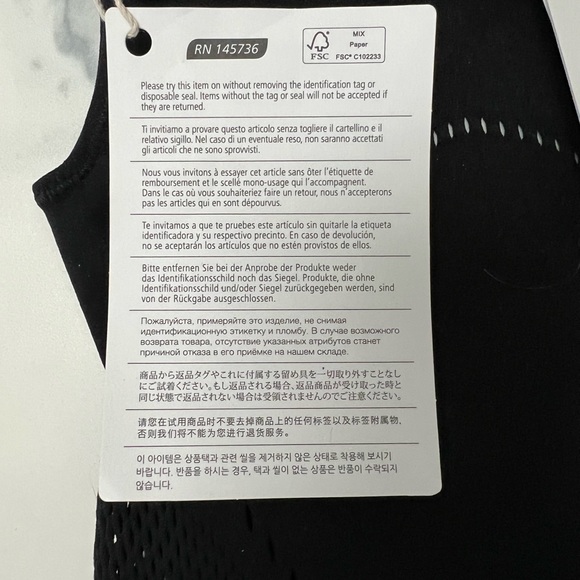 RN 145736
FSC
MIX
Paper
FSC® C102233
Please try this item on without removing the identification tag or
disposable seal. Items without the tag or seal will not be accepted if
they are returned.
Ti invitiamo a provare questo articolo senza togliere il cartellino e il
relativo sigillo. Nel caso di un eventuale reso, non saranno accettati
gli articoli che ne sono sprovvisti.
Nous vous invitons à essayer cet article sans ôter l'étiquette de
remboursement et le scellé mono-usage qui l'accompagnent.
Dans le cas où vous souhaiteriez faire un retour, nous n'accepterons
pas les articles qui en sont dépourvus.
Te invitamos a que te pruebes este artículo sin quitarle la etiqueta
identificadora y su respectivo precinto. En caso de devolución,
no se aceptarán los artículos que no estén provistos de ellos.
Bitte entfernen Sie bei der Anprobe der Produkte weder
das Identifikationsschild noch das Siegel. Produkte, die ohne
Identifikationsschild und/oder Siegel zurückgegeben werden, sind
von der Rückgabe ausgeschlossen.
Пожалуйста, примеряйте это изделие, не снимая
идентификационную этикетку и пломбу. В случае возможного
возврата товара, отсутствие указанных атрибутов станет
причиной отказа в его приёмке на нашем складе.
商品から返品タグやこれに付属する留め具を一切取り外すことなし
にご試着ください。もし返品される場合、返品商品が受け取った時と
同じ状態で返品されない場合は受領されませんのでご注意ください。
请您在试用商品时不要去掉商品上的任何标签以及标签附属物、
否则我们将不能为您进行退货服务。
이 아이템은 상품택과 관련 씰을 제거하지 않은 상태로 착용해 보시기
바랍니다. 반품을 하시는 경우, 택과 씰이 없는 상품은 반품이 수락되지
않습니다.